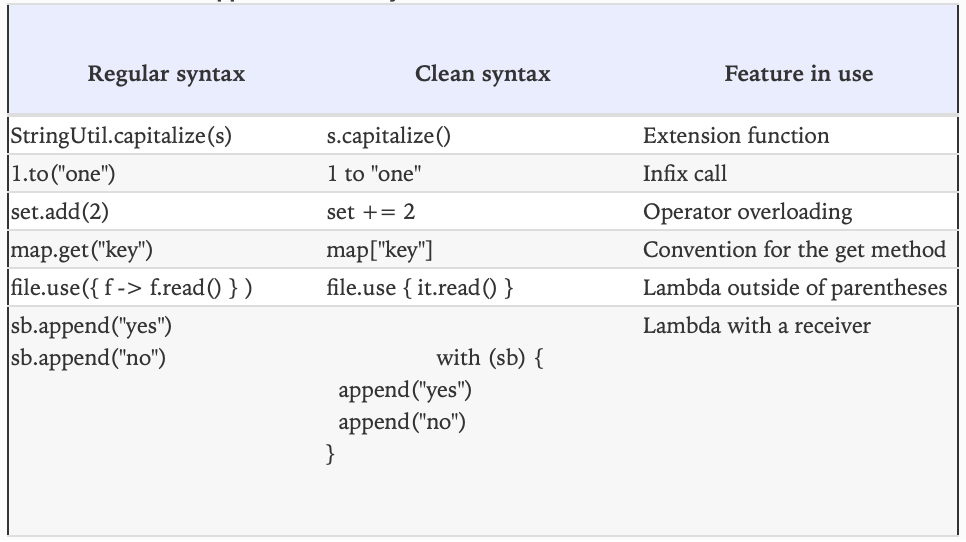 Regular syntax Clean syntax Feature in use
StringUtil.capitalize(s) s.capitalize() Extension function
1.to("one") 1 to "one" Infix call
set.add(2) set += 2 Operator overloading
map.get("key") map["key"] Convention for the get method
file.use({ f -> f.read() } ) file.use { it.read() } Lambda outside of parentheses
sb.append("yes") Lambda with a receiver
sb.append("no") with (sb) {
append("yes")
append("no")
}